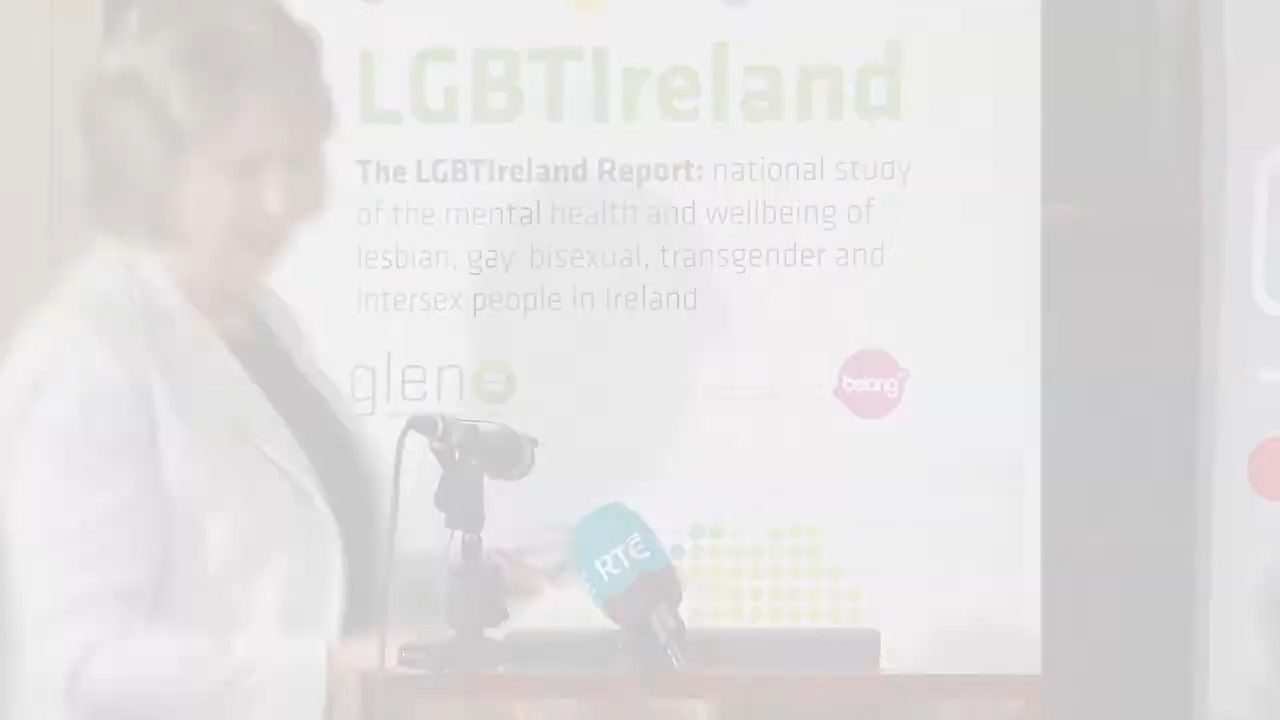 LGBTIreland
The LGBTIreland Report: national study
of the mental health and wellbeing of
lesbian, gay, bisexual, transgender and
intersex people in Ireland
glen
belong
RTÉ